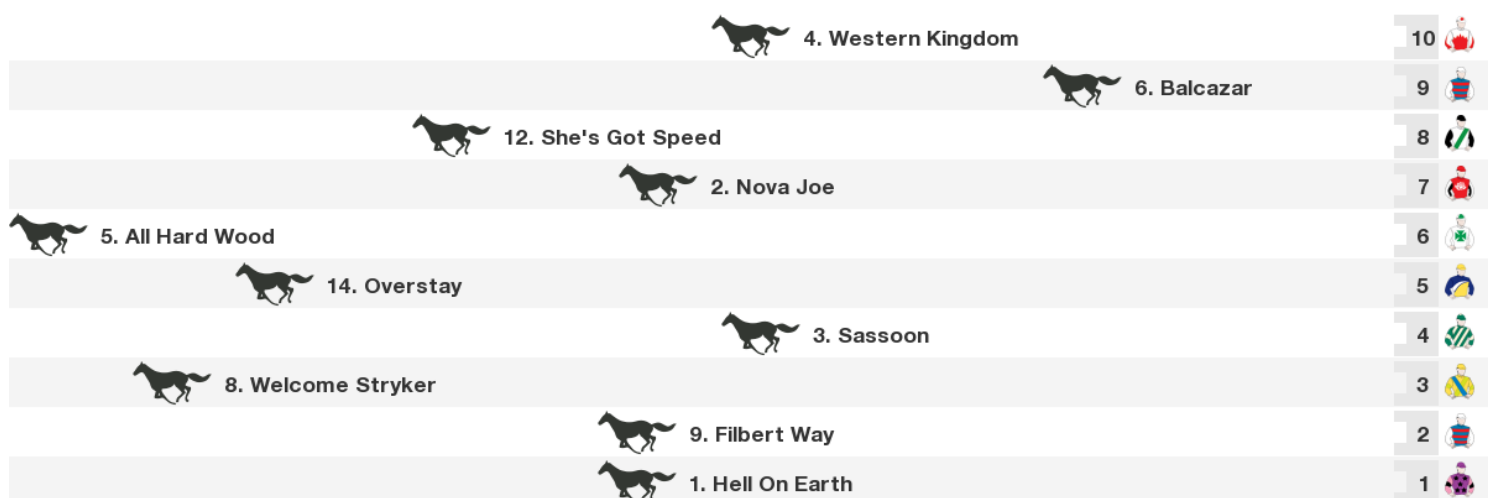 4. Western Kingdom 10
6. Balcazar 9
12. She's Got Speed 8
2. Nova Joe 7
5. All Hard Wood 6
14. Overstay 5
3. Sassoon 4
8. Welcome Stryker 3
9. Filbert Way 2
1. Hell On Earth 1